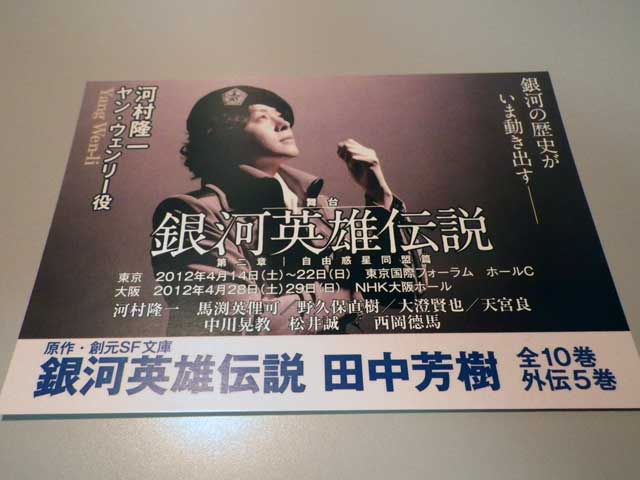 銀河の歴史が
いま動き出す――
河村隆一
ヤン・ウェンリー役
Yang Wen-li
舞台
銀河英雄伝説
第二章|自由惑星同盟篇
東京 2012年4月14日(土)~22日(日) 東京国際フォーラム ホールC
大阪 2012年4月28日(土)29日(日) NHK大阪ホール
河村隆一 馬渕英俚可 野久保直樹/大澄賢也/天宮良
中川晃教 松井誠 西岡德馬
原作・創元SF文庫
銀河英雄伝説 田中芳樹 全10巻
外伝5巻